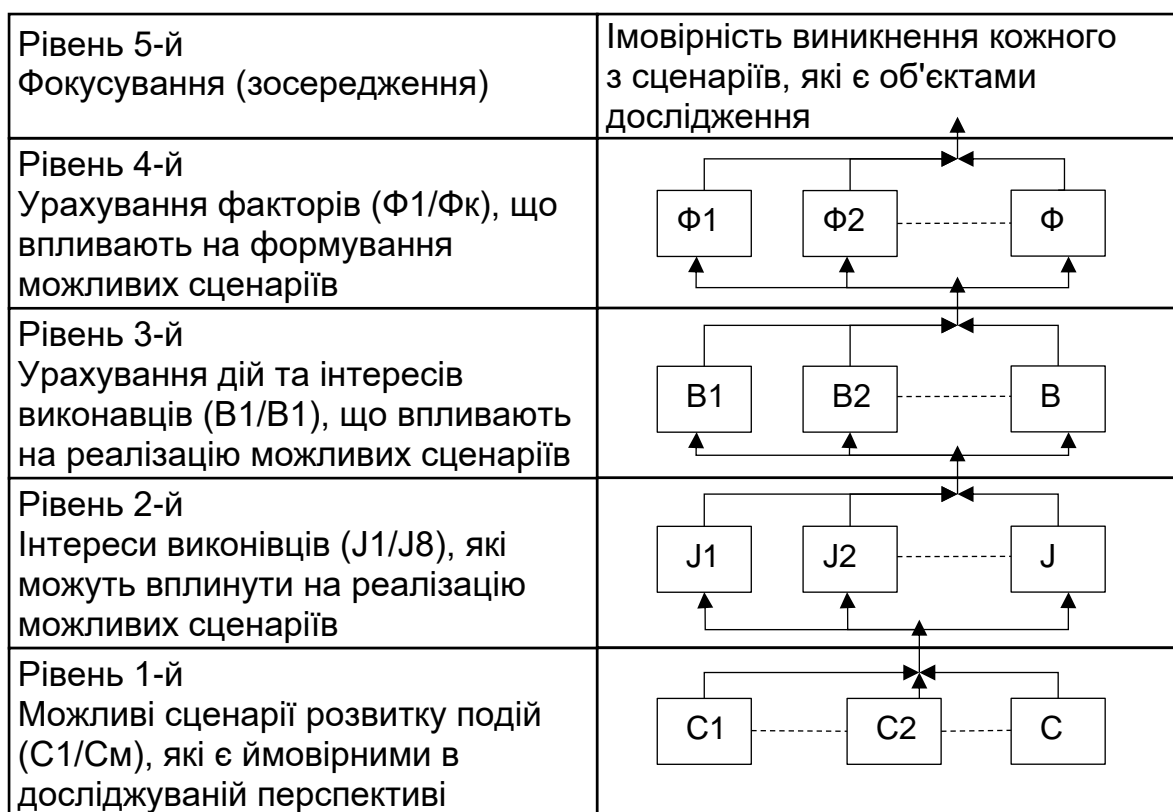 Рівень 5-й
Фокусування (зосередження)
Імовірність виникнення кожного
з сценаріїв, які є об'єктами
дослідження
Рівень 4-й
Урахування факторів (Ф1/Фк), що
впливають на формування
можливих сценаріїв
Ф1 Ф2 Ф
Рівень 3-й
Урахування дій та інтересів
виконавців (В1/В1), що впливають
на реалізацію можливих сценаріїв
В1 В2 В
Рівень 2-й
Інтереси виконівців (J1/J8), які
можуть вплинути на реалізацію
можливих сценаріїв
J1 J2 J
Рівень 1-й
Можливі сценарії розвитку подій
(С1/См), які є ймовірними в
досліджуваній перспективі
С1 С2 С